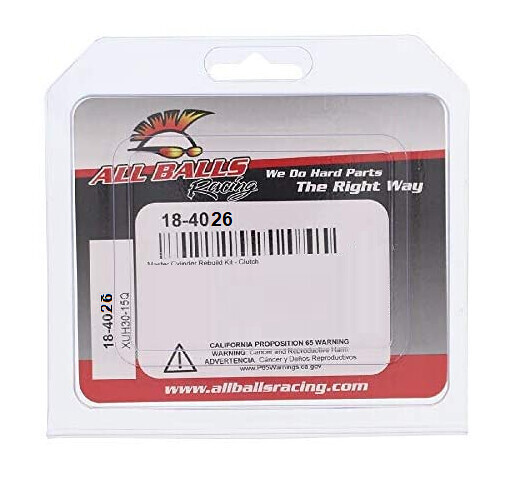 ALL BALLS
Racing
We Do Hard Parts
The Right Way
18-4026
Master Cylinder Rebuild Kit - Clutch
18-4026
XUH30-15Q
CALIFORNIA PROPOSITION 65 WARNING
WARNING: Cancer and Reproductive Harm
ADVERTENCIA: Cáncer y Daños Reproductivos
www.P65Warnings.ca.gov
www.allballsracing.com